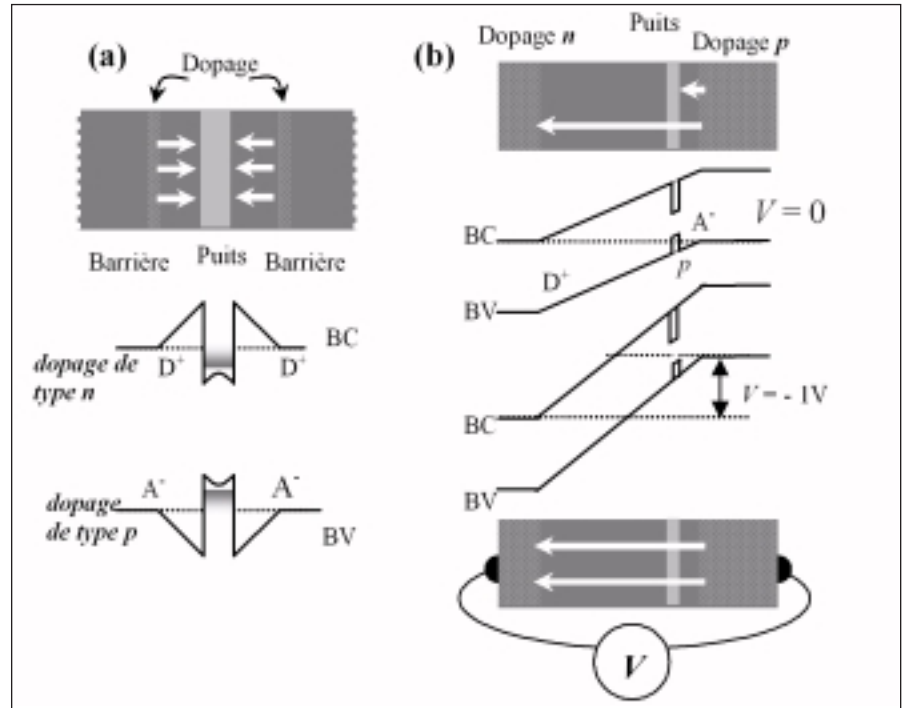 (a)
Dopage
Barrière Puits Barrière
BC
D⁺ D⁺
dopage de
type n
A⁻ A⁻
dopage
de type p
BV
(b)
Puits
Dopage n Dopage p
V = 0
BC A⁻
D⁺ p
BV
V = - 1V
BC
BV
V